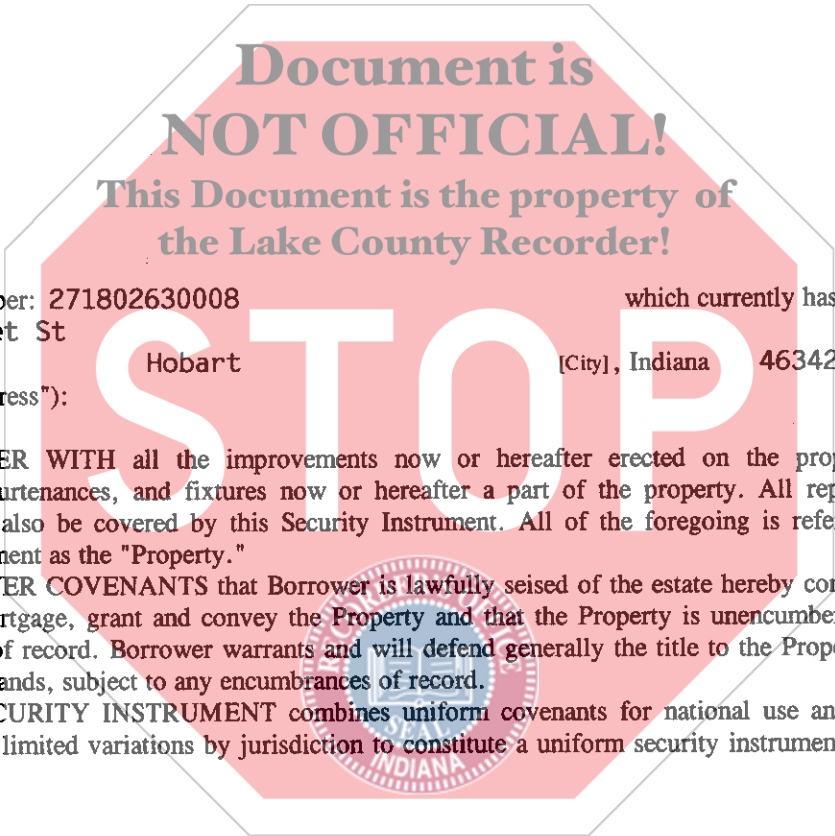 Document is
NOT OFFICIAL!
This Document is the property of
the Lake County Recorder!
ber: 271802630008 which currently has
et St
Hobart [City], Indiana 46342
ress"):
STOP
ER WITH all the improvements now or hereafter erected on the prop
urtenances, and fixtures now or hereafter a part of the property. All rep
also be covered by this Security Instrument. All of the foregoing is refe
ment as the "Property."
ER COVENANTS that Borrower is lawfully seised of the estate hereby con
rtgage, grant and convey the Property and that the Property is unencumbe
of record. Borrower warrants and will defend generally the title to the Prope
ands, subject to any encumbrances of record.
CURITY INSTRUMENT combines uniform covenants for national use an
limited variations by jurisdiction to constitute a uniform security instrumen
SEAL
INDIANA